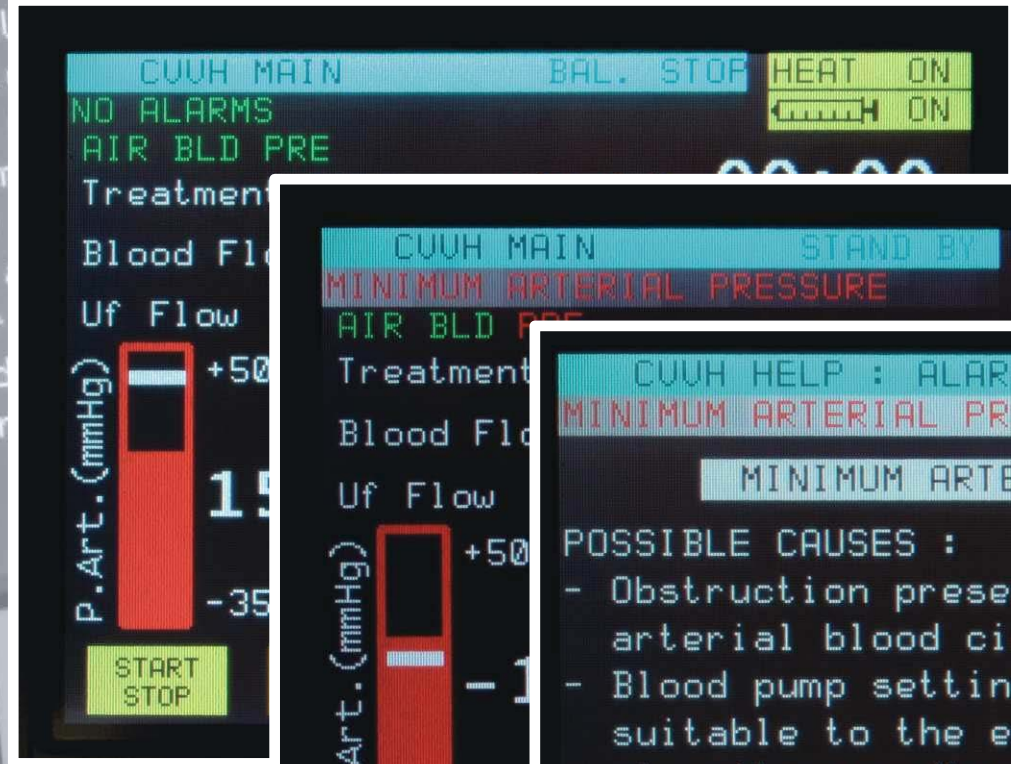 CVVH MAIN BAL. STOP
HEAT ON
ON
NO ALARMS
AIR BLD PRE
Treatment
Blood Flo
Uf Flow
+50
P.Art.(mmHg)
15
-35
START
STOP
CVVH MAIN STAND BY
MINIMUM ARTERIAL PRESSURE
AIR BLD PRE
Treatment
Blood Flo
Uf Flow
+50
Art.(mmHg)
-1
CVVH HELP : ALAR
MINIMUM ARTERIAL PR
MINIMUM ARTE
POSSIBLE CAUSES :
- Obstruction prese
arterial blood ci
- Blood pump settin
suitable to the e